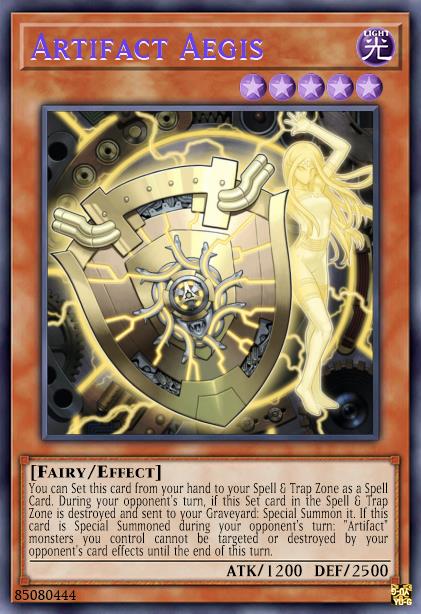 Artifact Aegis
LIGHT
光
[Fairy/Effect]
You can Set this card from your hand to your Spell & Trap Zone as a Spell
Card. During your opponent's turn, if this Set card in the Spell & Trap
Zone is destroyed and sent to your Graveyard: Special Summon it. If this
card is Special Summoned during your opponent's turn: "Artifact"
monsters you control cannot be targeted or destroyed by your
opponent's card effects until the end of this turn.
ATK/1200 DEF/2500
85080444